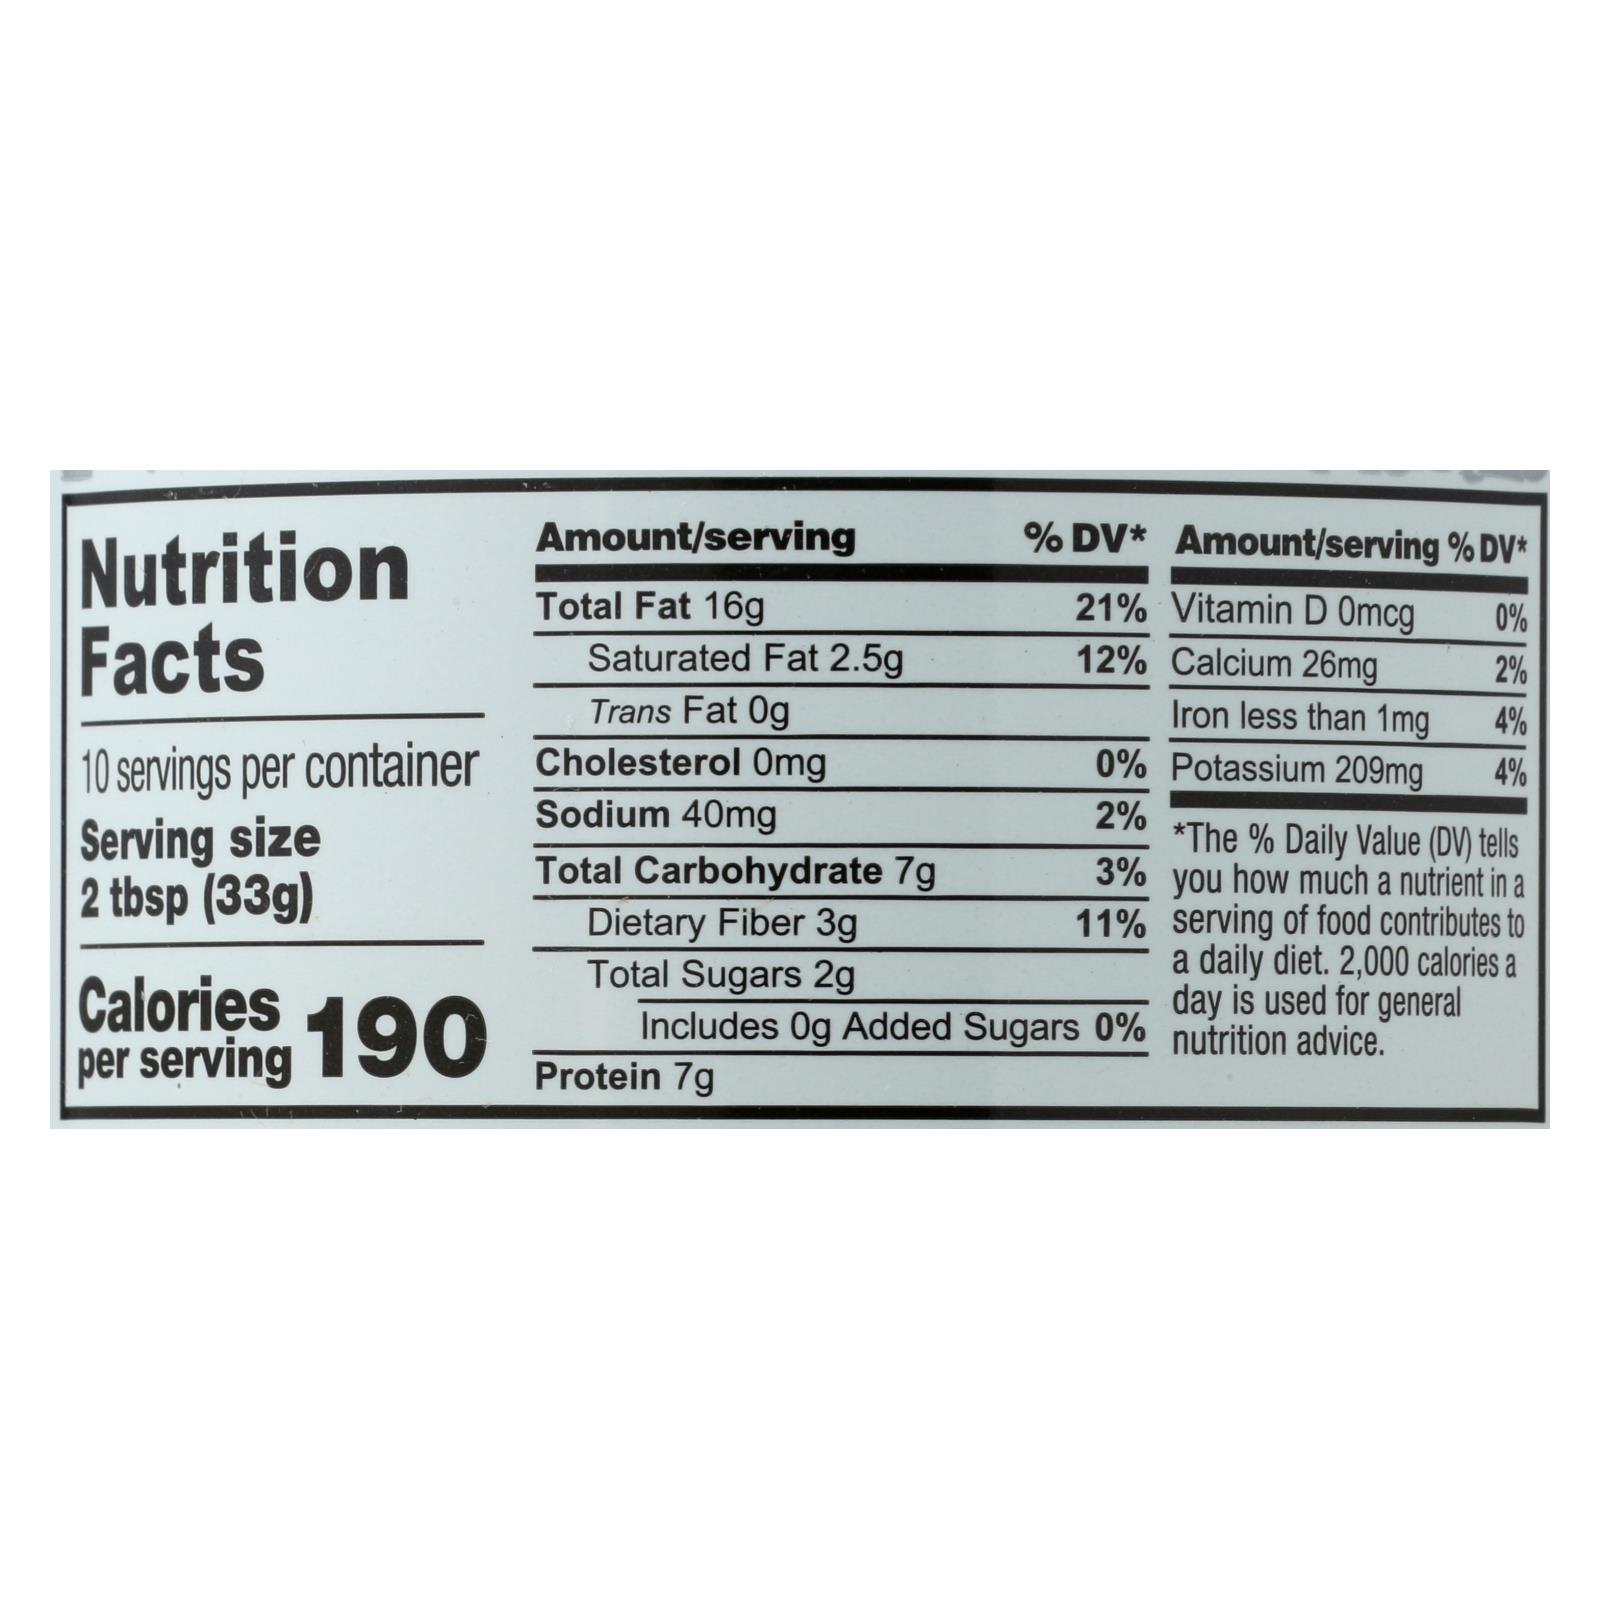 Nutrition
Facts
10 servings per container
Serving size
2 tbsp (33g)
Calories
per serving 190
Amount/serving % DV*
Total Fat 16g 21%
Saturated Fat 2.5g 12%
Trans Fat 0g
Cholesterol 0mg 0%
Sodium 40mg 2%
Total Carbohydrate 7g 3%
Dietary Fiber 3g 11%
Total Sugars 2g
Includes 0g Added Sugars 0%
Protein 7g
Amount/serving % DV*
Vitamin D 0mcg 0%
Calcium 26mg 2%
Iron less than 1mg 4%
Potassium 209mg 4%
*The % Daily Value (DV) tells
you how much a nutrient in a
serving of food contributes to
a daily diet. 2,000 calories a
day is used for general
nutrition advice.